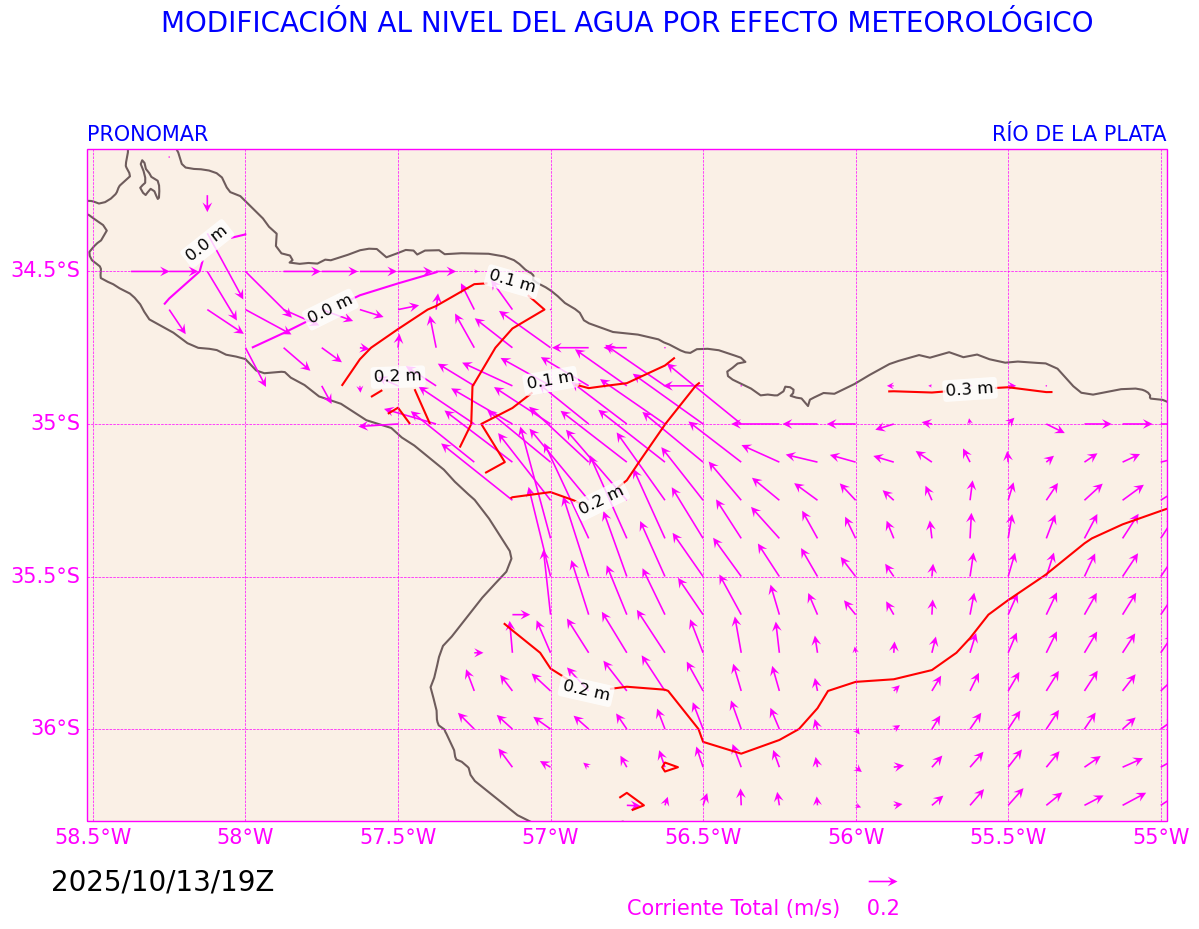 MODIFICACIÓN AL NIVEL DEL AGUA POR EFECTO METEOROLÓGICO
PRONOMAR
RÍO DE LA PLATA
0.0 m
34.5°S
0.1 m
0.0 m
0.2 m
0.1 m
0.3 m
35°S
0.2 m
35.5°S
0.2 m
36°S
58.5°W
58°W
57.5°W
57°W
56.5°W
56°W
55.5°W
55°W
2025/10/13/19Z
Corriente Total (m/s)
0.2